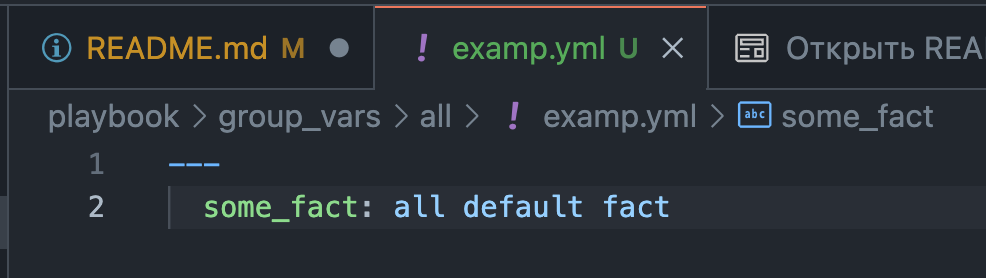 README.md M
! examp.yml U
Открыть REA
playbook > group_vars > all > ! examp.yml > abc some_fact
1 ---
2 some_fact: all default fact